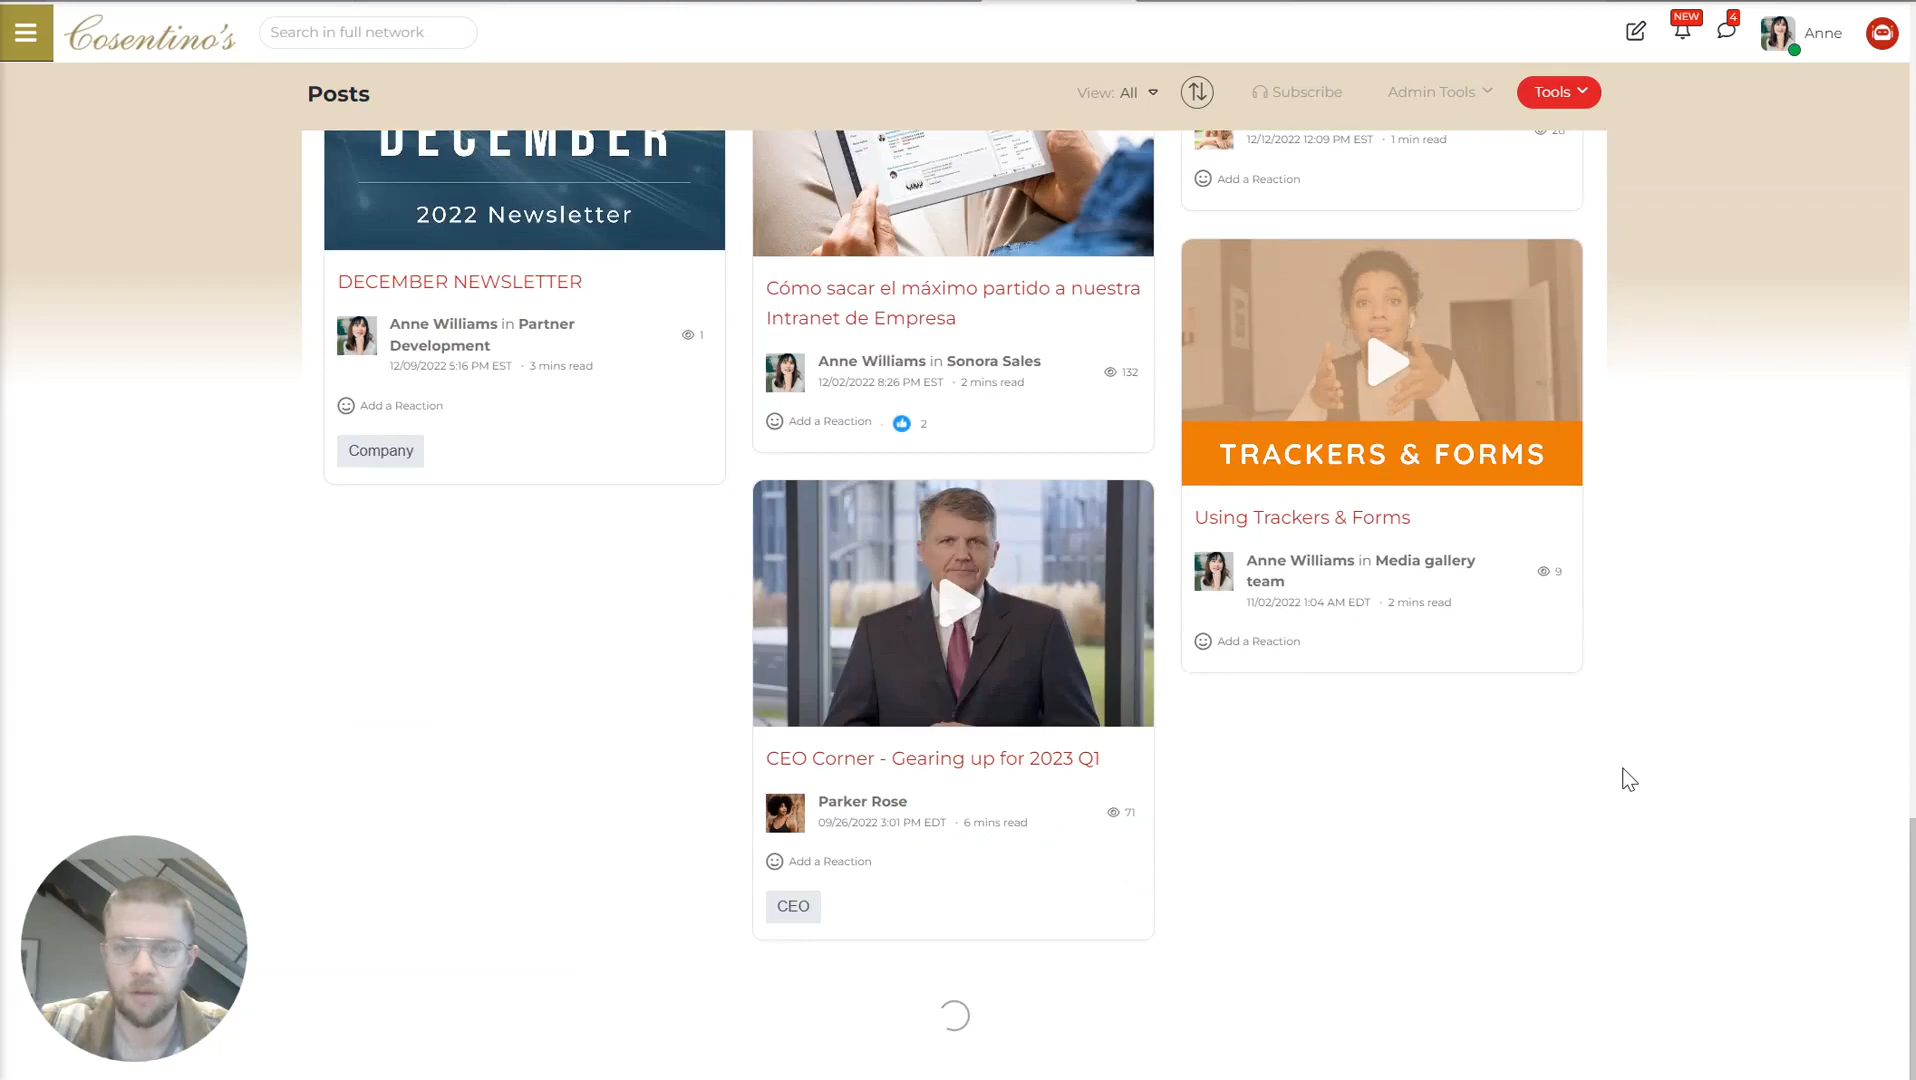 Cosentino's
Search in full network
NEW
4
Anne
Posts
View: All
Subscribe
Admin Tools
Tools
DECEMBER
2022 Newsletter
DECEMBER NEWSLETTER
Anne Williams in Partner
Development
12/09/2022 5:16 PM EST · 3 mins read
1
Add a Reaction
Company
Cómo sacar el máximo partido a nuestra
Intranet de Empresa
Anne Williams in Sonora Sales
12/02/2022 8:26 PM EST · 2 mins read
132
Add a Reaction · 2
CEO Corner - Gearing up for 2023 Q1
Parker Rose
09/26/2022 3:01 PM EDT · 6 mins read
71
Add a Reaction
CEO
12/12/2022 12:09 PM EST · 1 min read
Add a Reaction
TRACKERS & FORMS
Using Trackers & Forms
Anne Williams in Media gallery
team
11/02/2022 1:04 AM EDT · 2 mins read
9
Add a Reaction